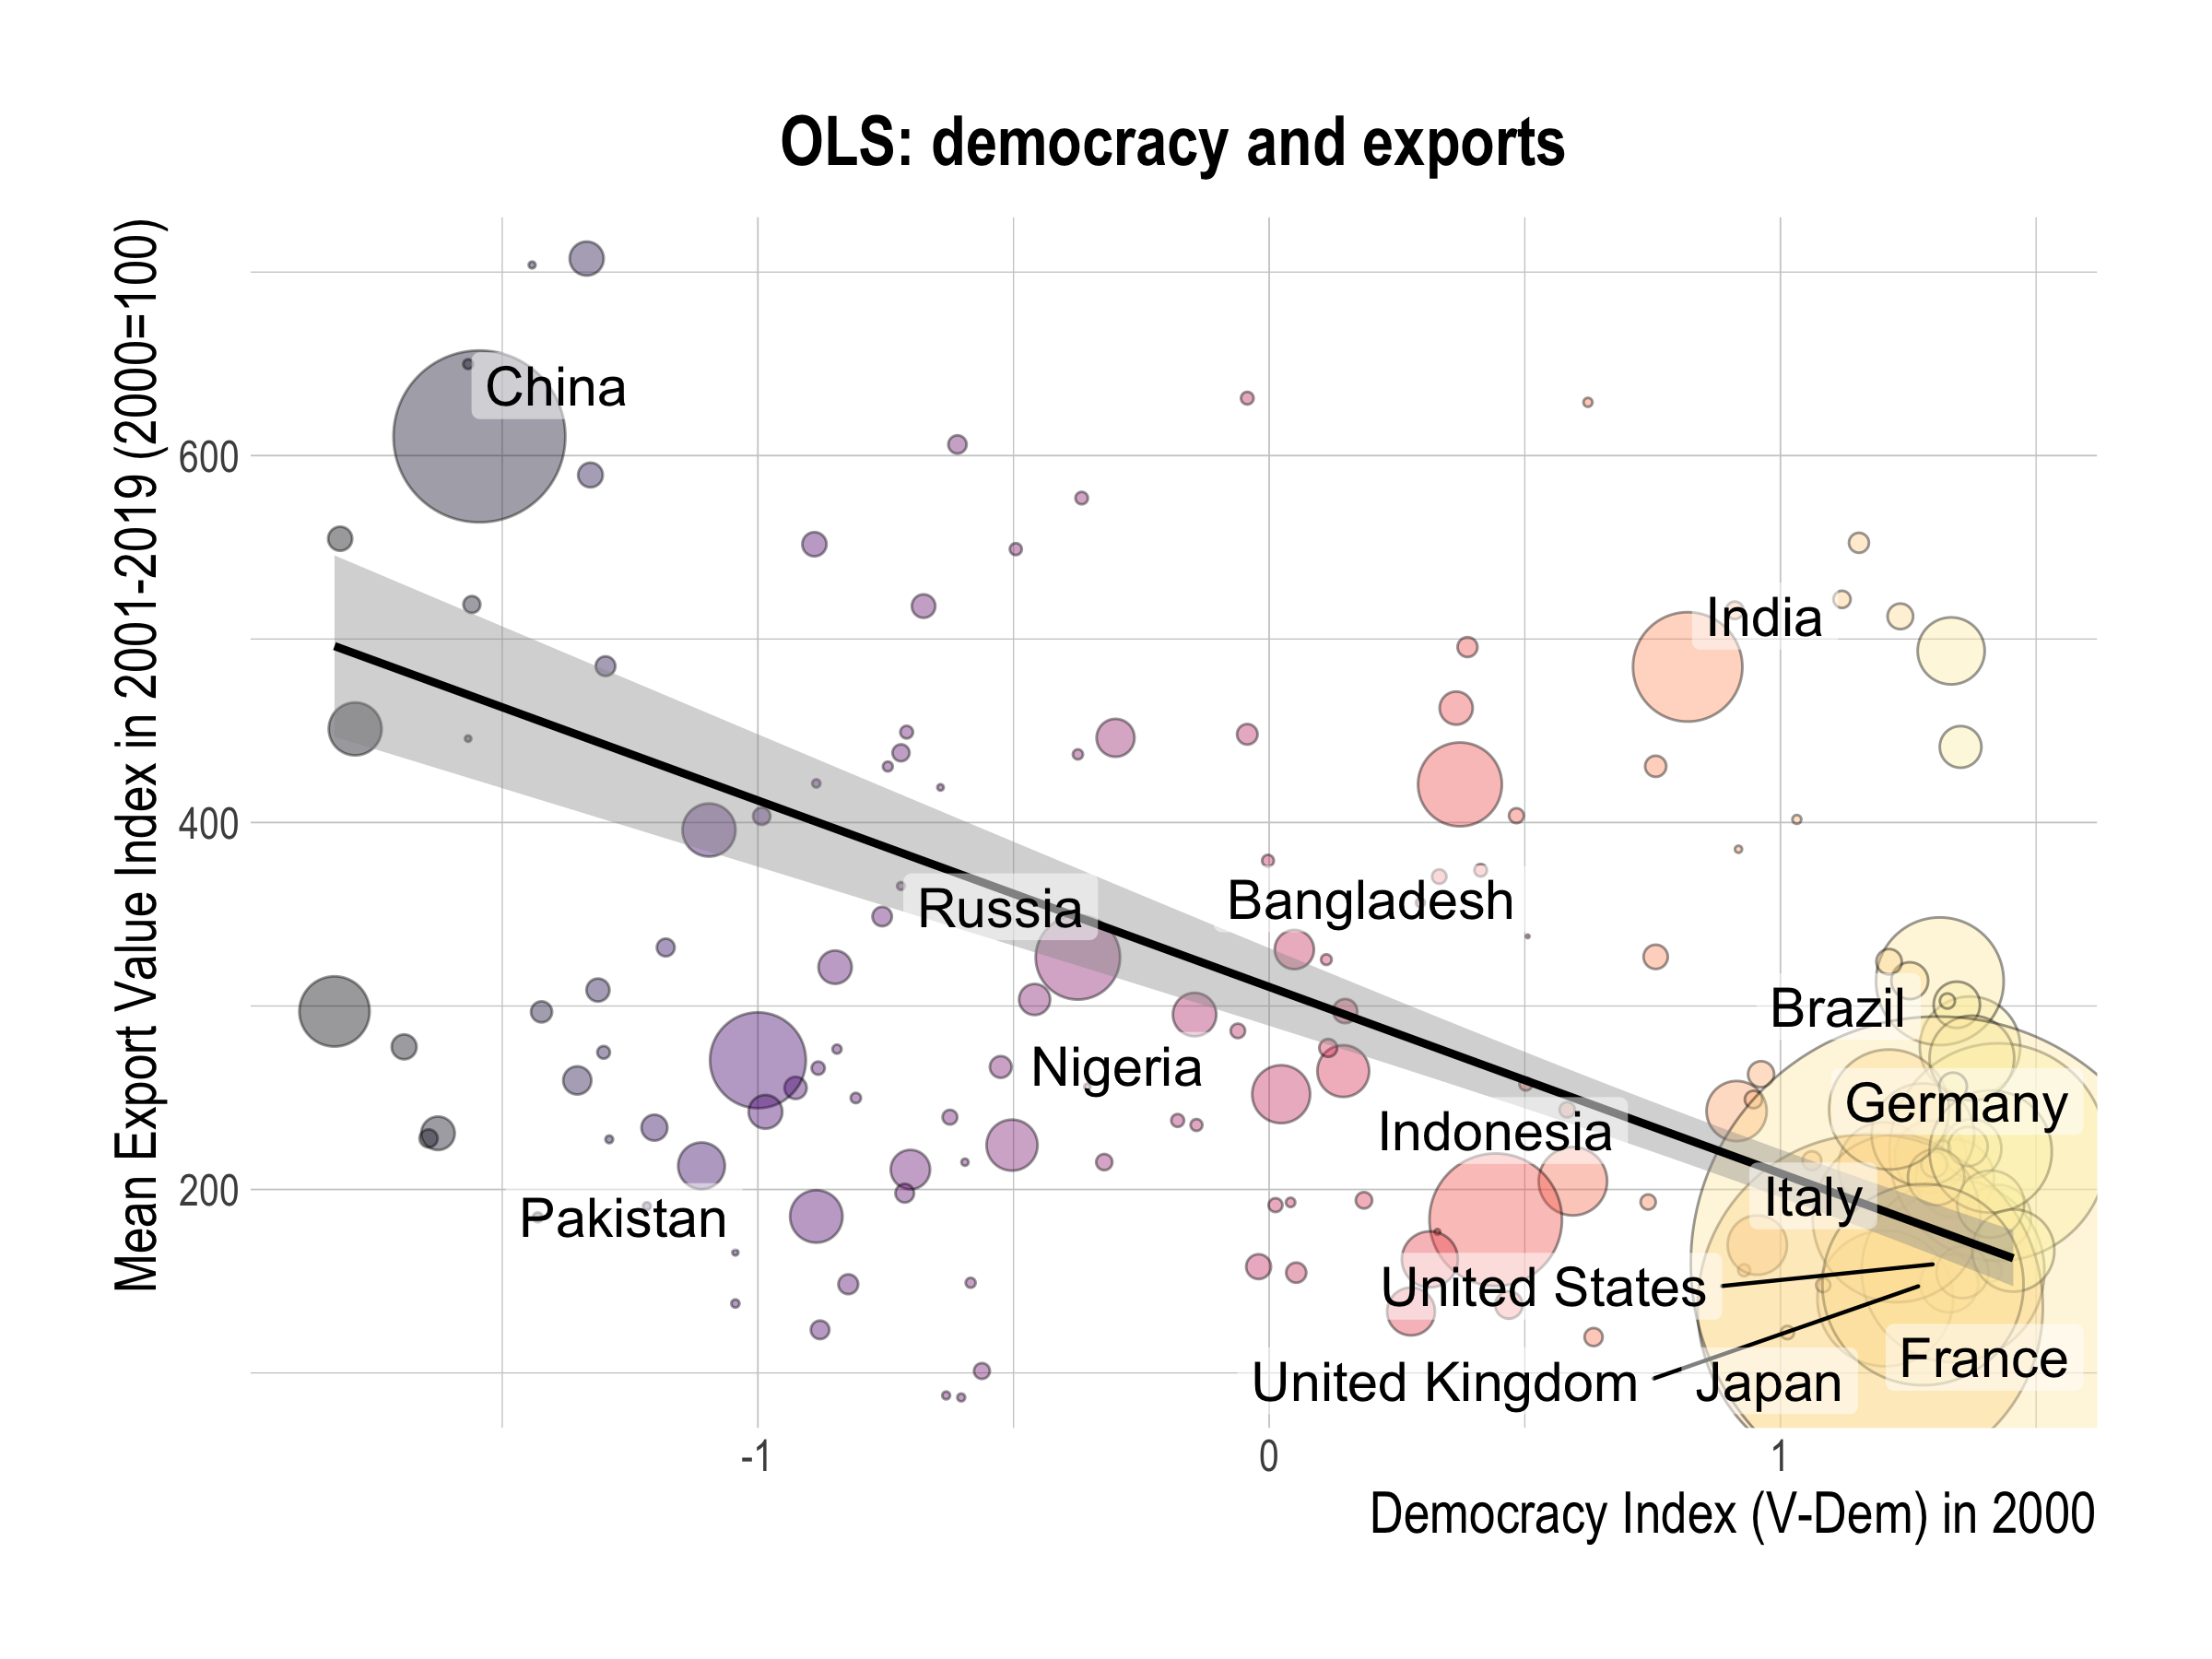 OLS: democracy and exports
Mean Export Value Index in 2001-2019 (2000=100)
600
400
200
China
India
Russia
Bangladesh
Brazil
Nigeria
Germany
Indonesia
Italy
Pakistan
United States
France
United Kingdom
Japan
-1
0
1
Democracy Index (V-Dem) in 2000